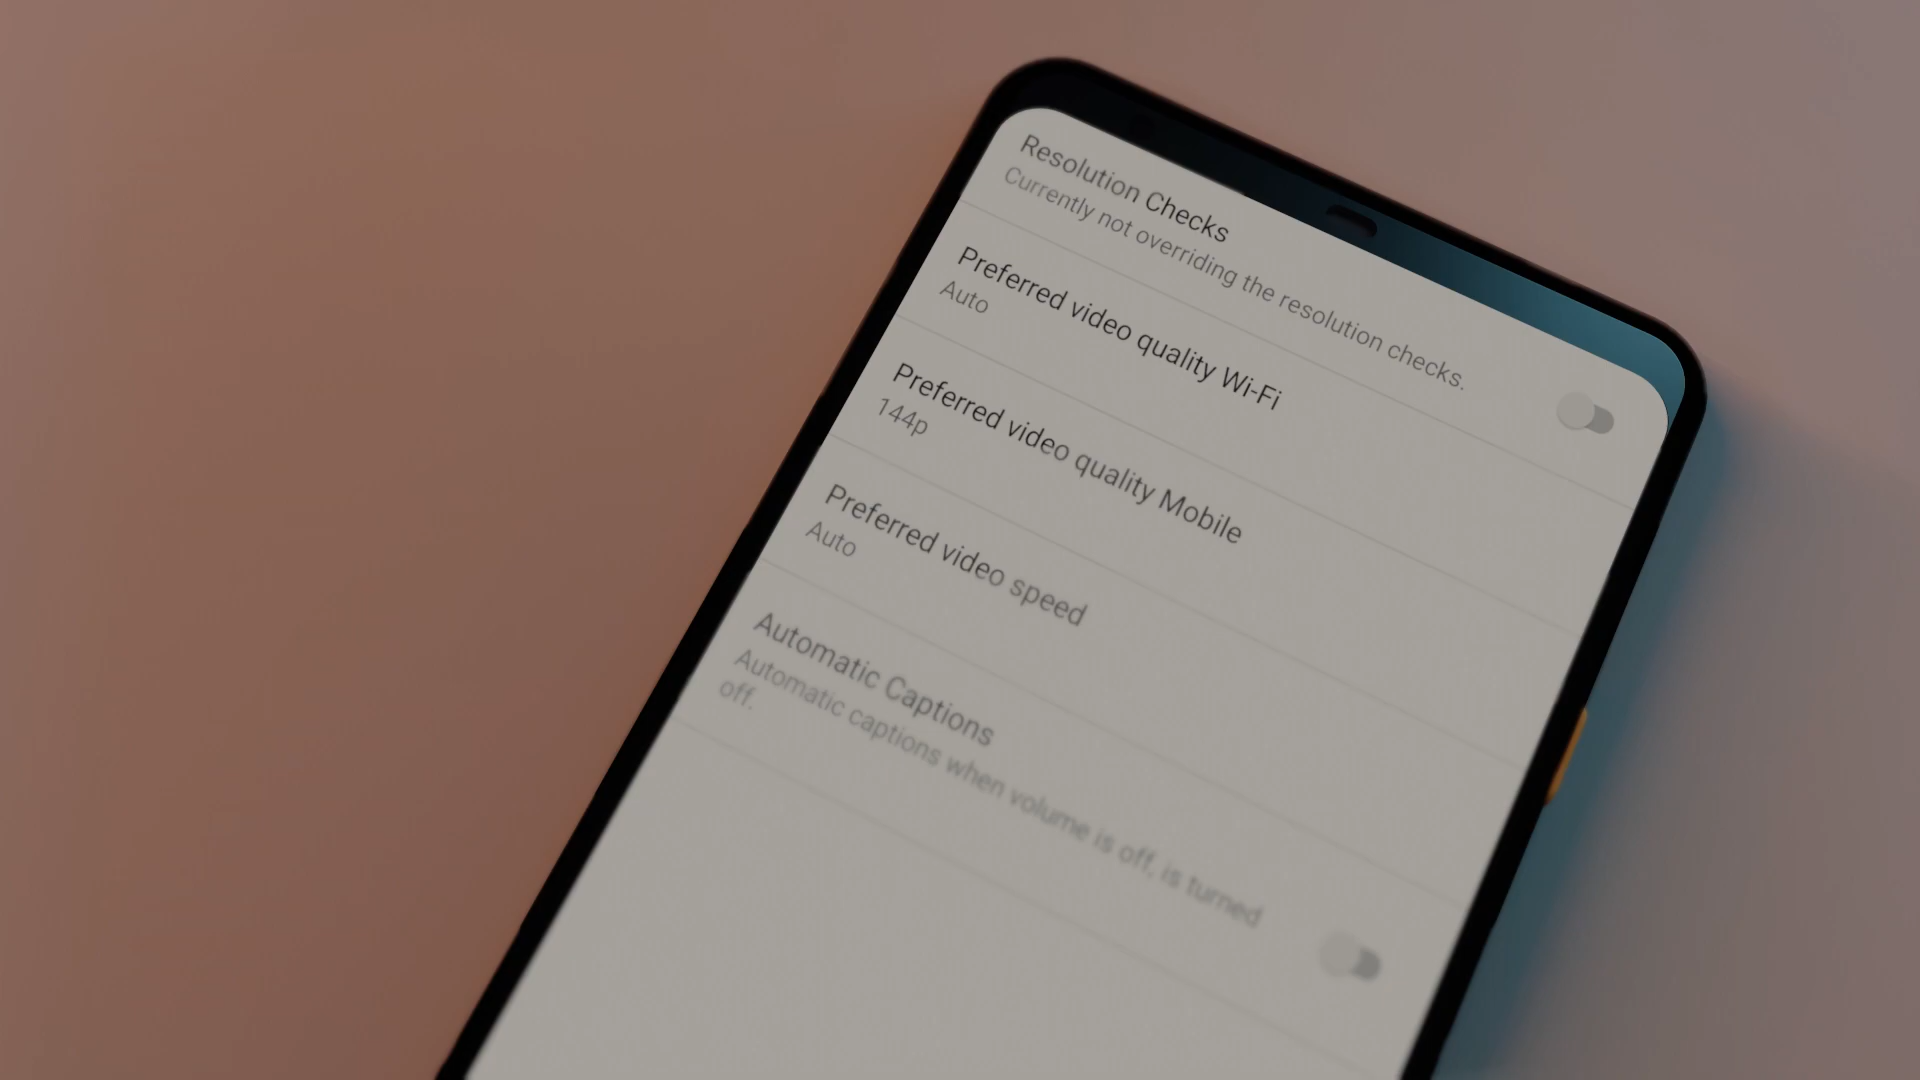 Resolution Checks
Currently not overriding the resolution checks.
Preferred video quality Wi-Fi
Auto
Preferred video quality Mobile
144p
Preferred video speed
Auto
Automatic Captions
Automatic captions when volume is off, is turned
off.